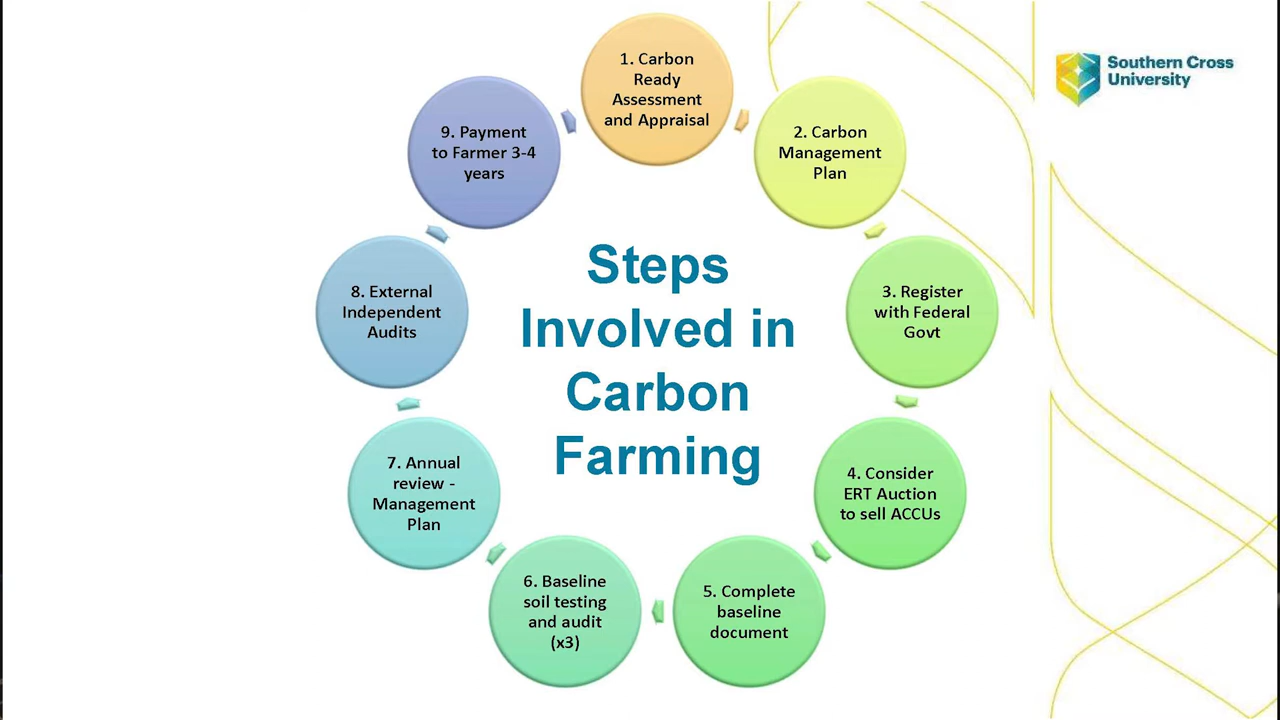 1. Carbon
Ready
Assessment
and Appraisal
2. Carbon
Management
Plan
3. Register
with Federal
Govt
4. Consider
ERT Auction
to sell ACCUs
5. Complete
baseline
document
6. Baseline
soil testing
and audit
(x3)
7. Annual
review -
Management
Plan
8. External
Independent
Audits
9. Payment
to Farmer 3-4
years
Steps
Involved in
Carbon
Farming
Southern Cross
University